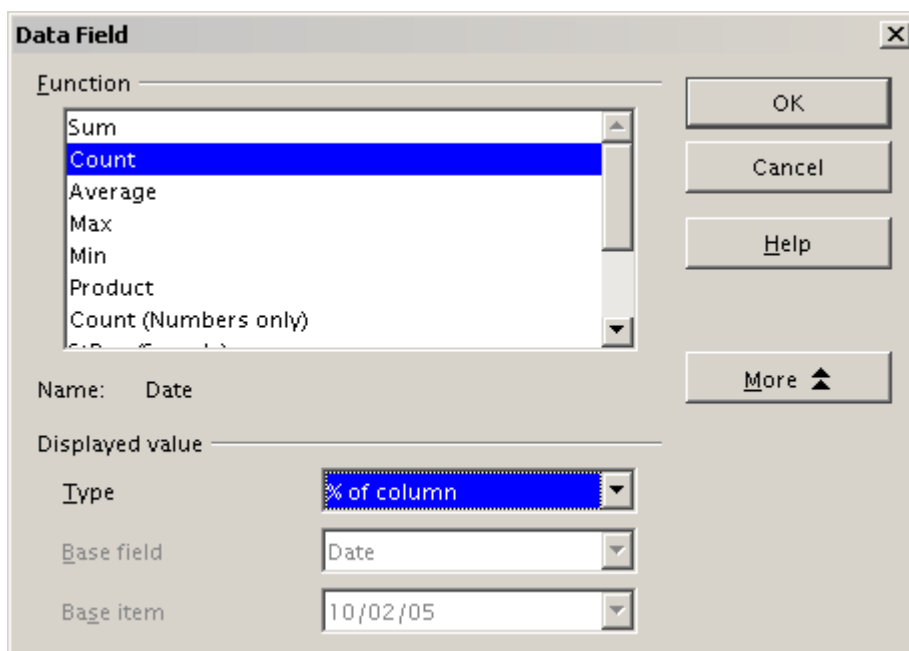 Data Field
Function
OK
Sum
Count
Cancel
Average
Max
Help
Min
Product
Count (Numbers only)
More
Name: Date
Displayed value
Type % of column
Base field Date
Base item 10/02/05